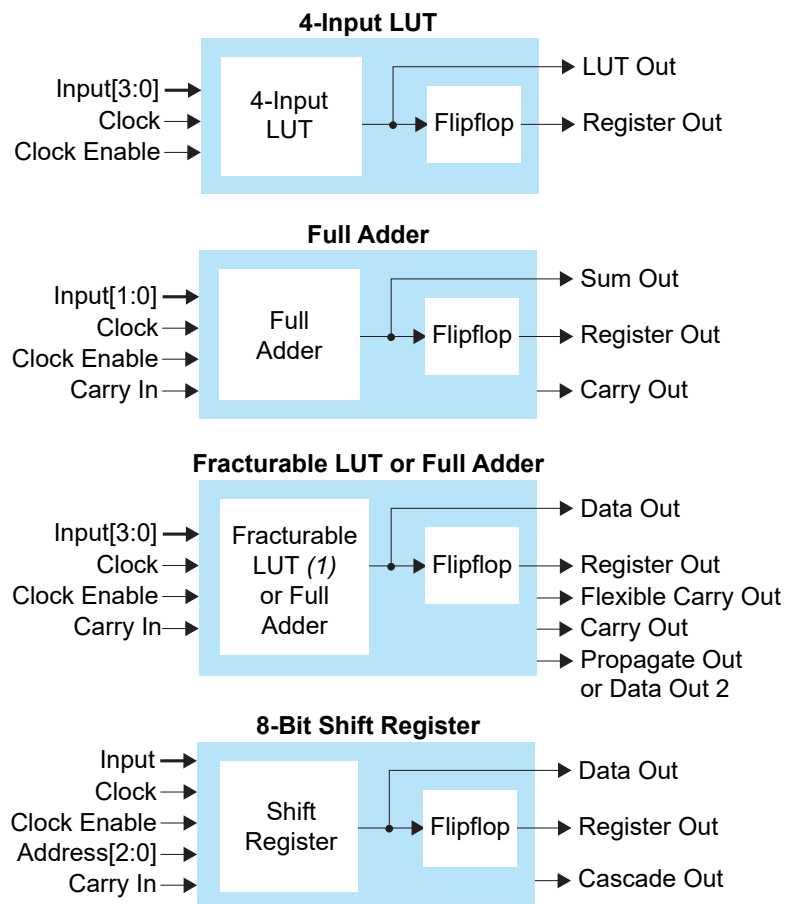 4-Input LUT
Input[3:0]
Clock
Clock Enable
4-Input
LUT
Flipflop
LUT Out
Register Out
Full Adder
Input[1:0]
Clock
Clock Enable
Carry In
Full
Adder
Flipflop
Sum Out
Register Out
Carry Out
Fracturable LUT or Full Adder
Input[3:0]
Clock
Clock Enable
Carry In
Fracturable
LUT (1)
or Full
Adder
Flipflop
Data Out
Register Out
Flexible Carry Out
Carry Out
Propagate Out
or Data Out 2
8-Bit Shift Register
Input
Clock
Clock Enable
Address[2:0]
Carry In
Shift
Register
Flipflop
Data Out
Register Out
Cascade Out